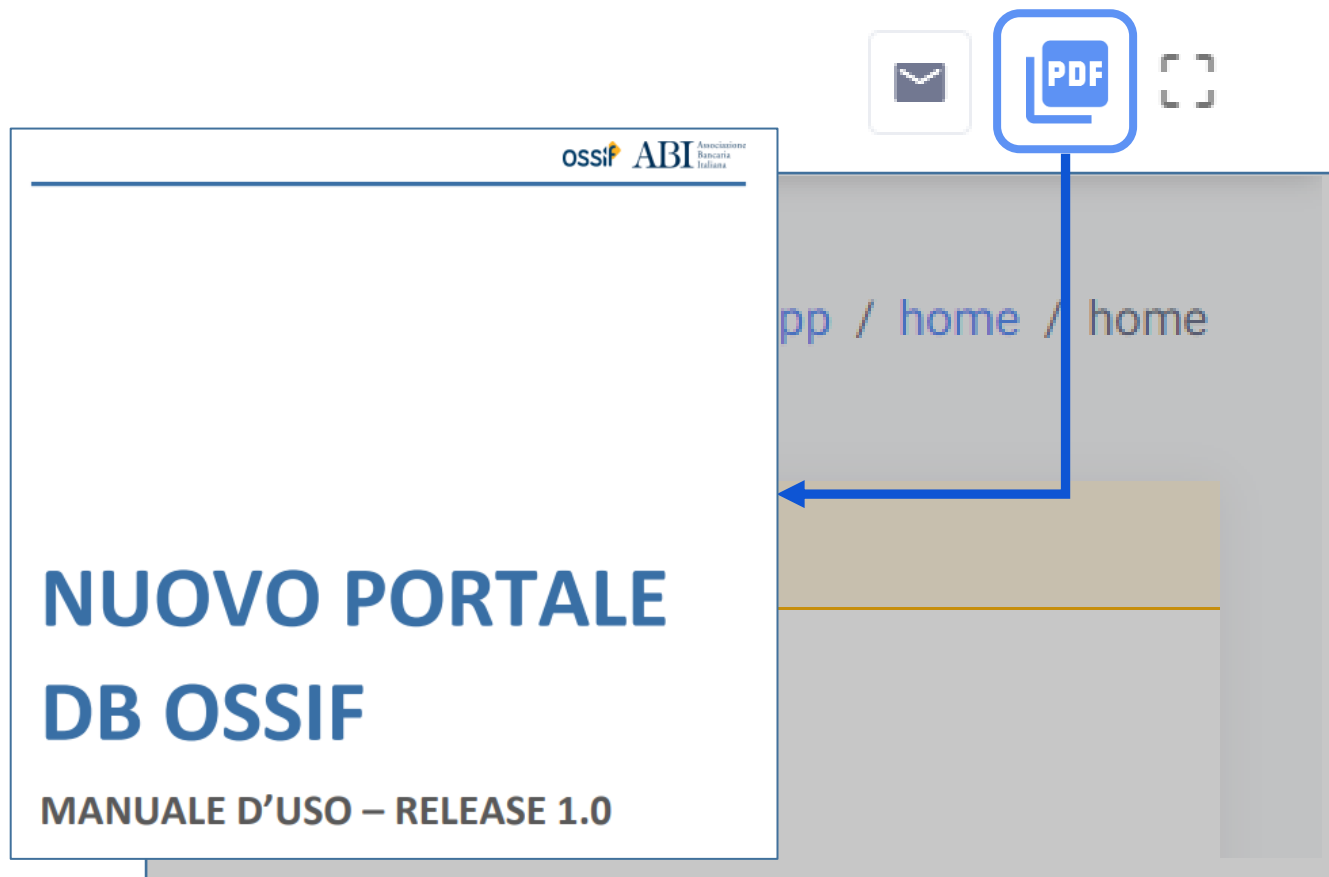 PDF
ossif ABI Associazione
Bancaria
Italiana
pp / home / home
NUOVO PORTALE
DB OSSIF
MANUALE D’USO – RELEASE 1.0